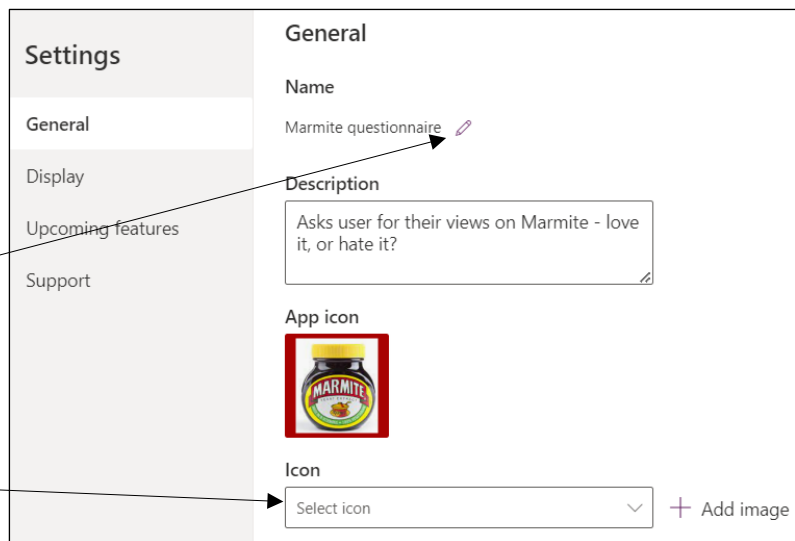 Settings
General
Display
Upcoming features
Support
General
Name
Marmite questionnaire
Description
Asks user for their views on Marmite - love
it, or hate it?
App icon
MARMITE
Icon
Select icon
Add image